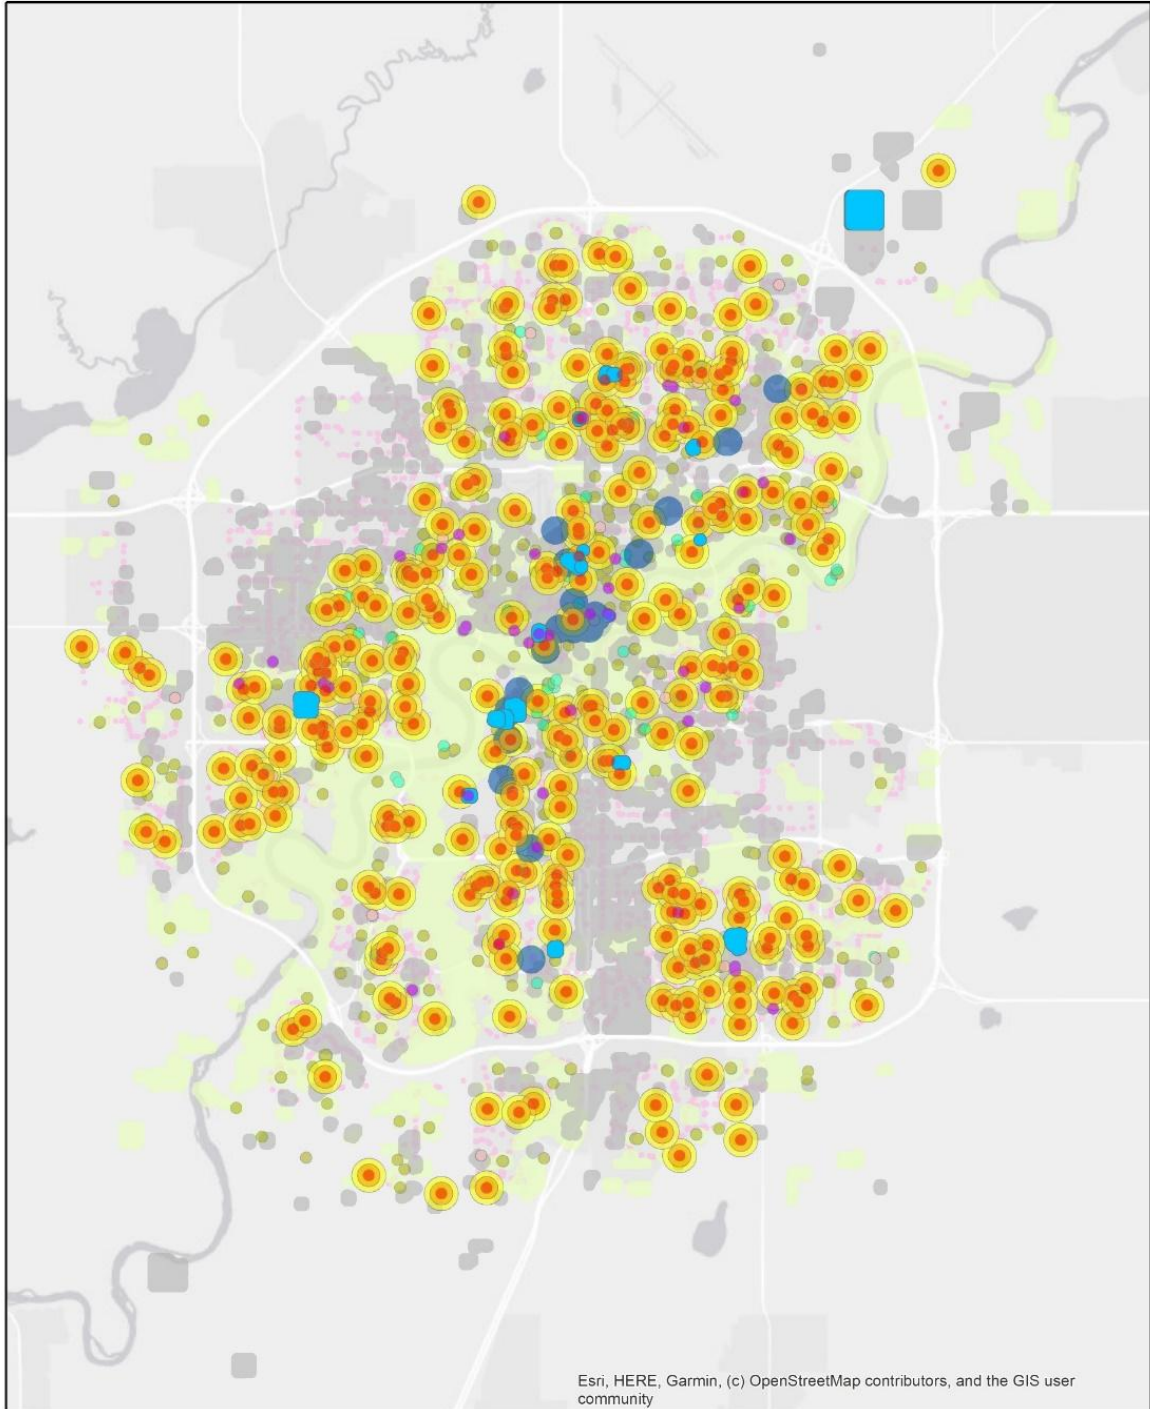 Esri, HERE, Garmin, (c) OpenStreetMap contributors, and the GIS user
community